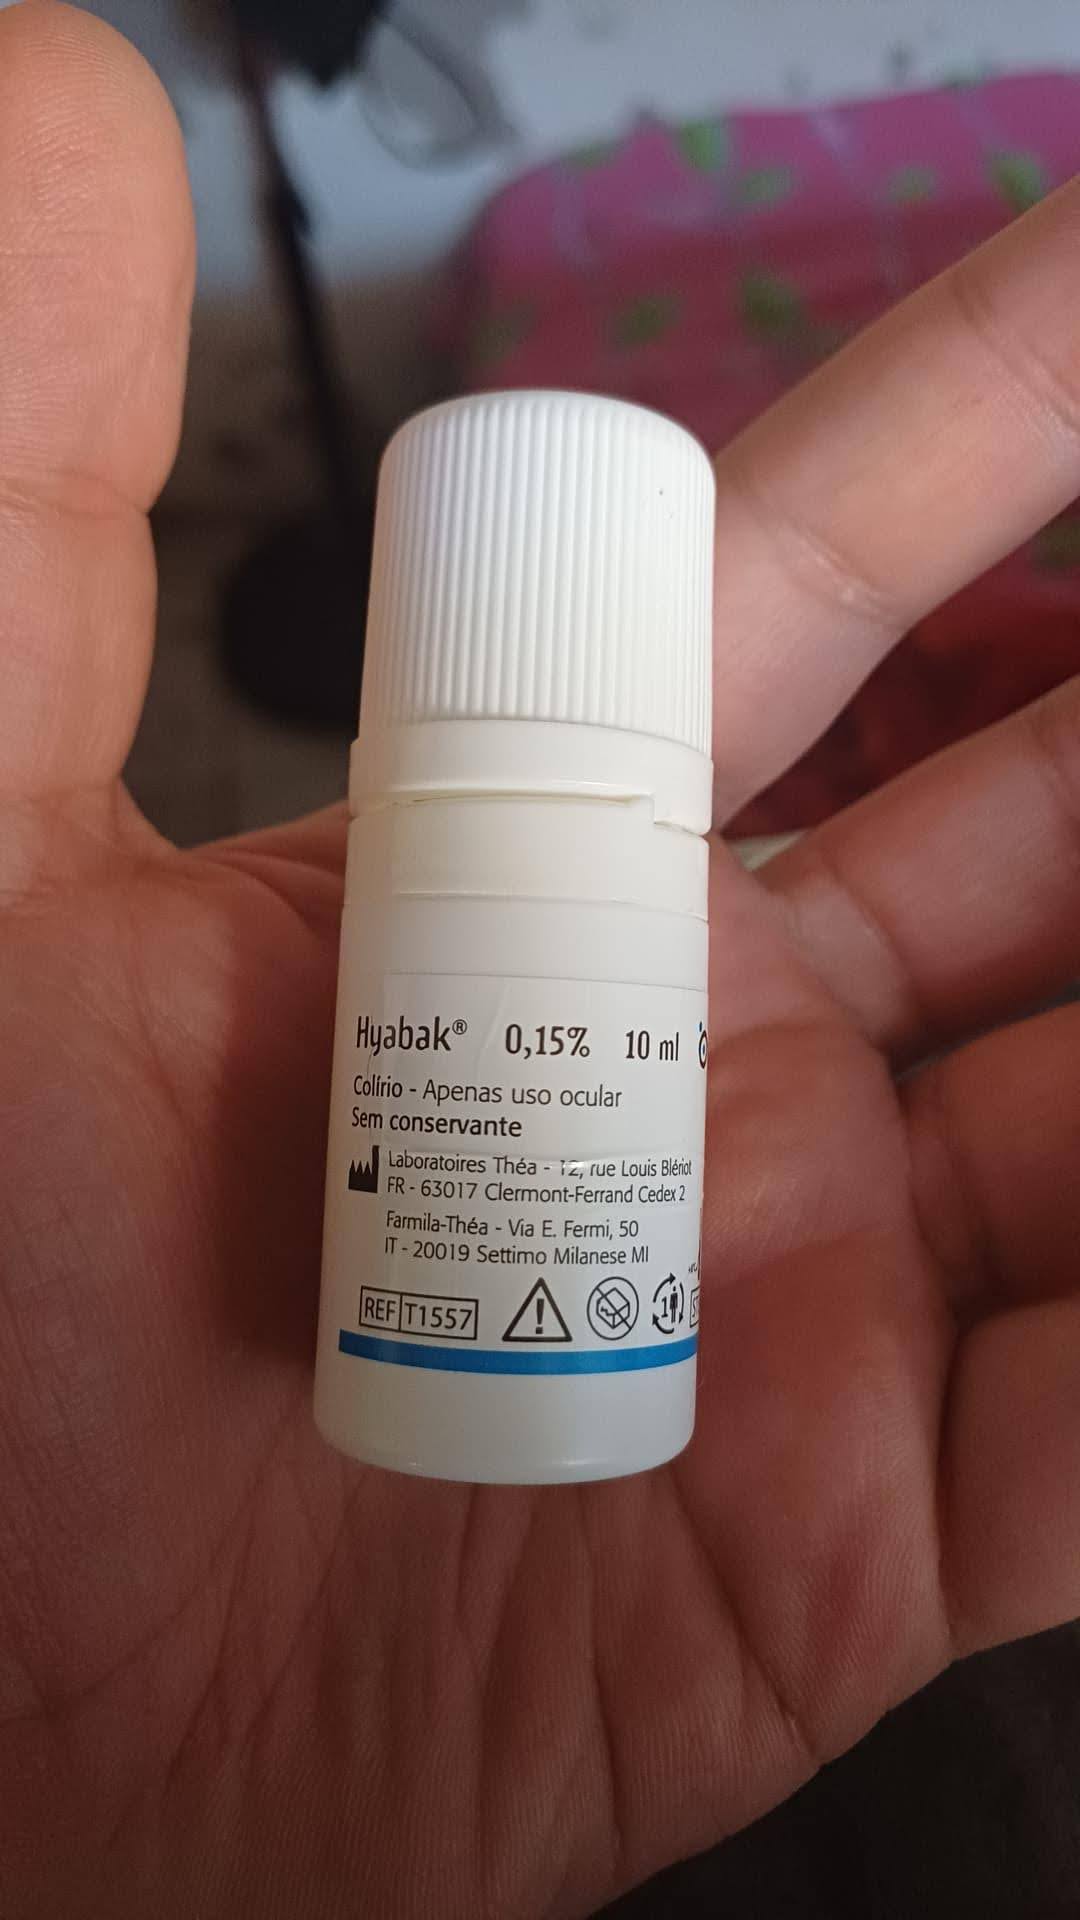 Hyabak® 0,15% 10 ml
Colírio - Apenas uso ocular
Sem conservante
Laboratoires Théa - 12, rue Louis Blériot
FR - 63017 Clermont-Ferrand Cedex 2
Farmila-Théa - Via E. Fermi, 50
IT - 20019 Settimo Milanese MI
REF T1557 1